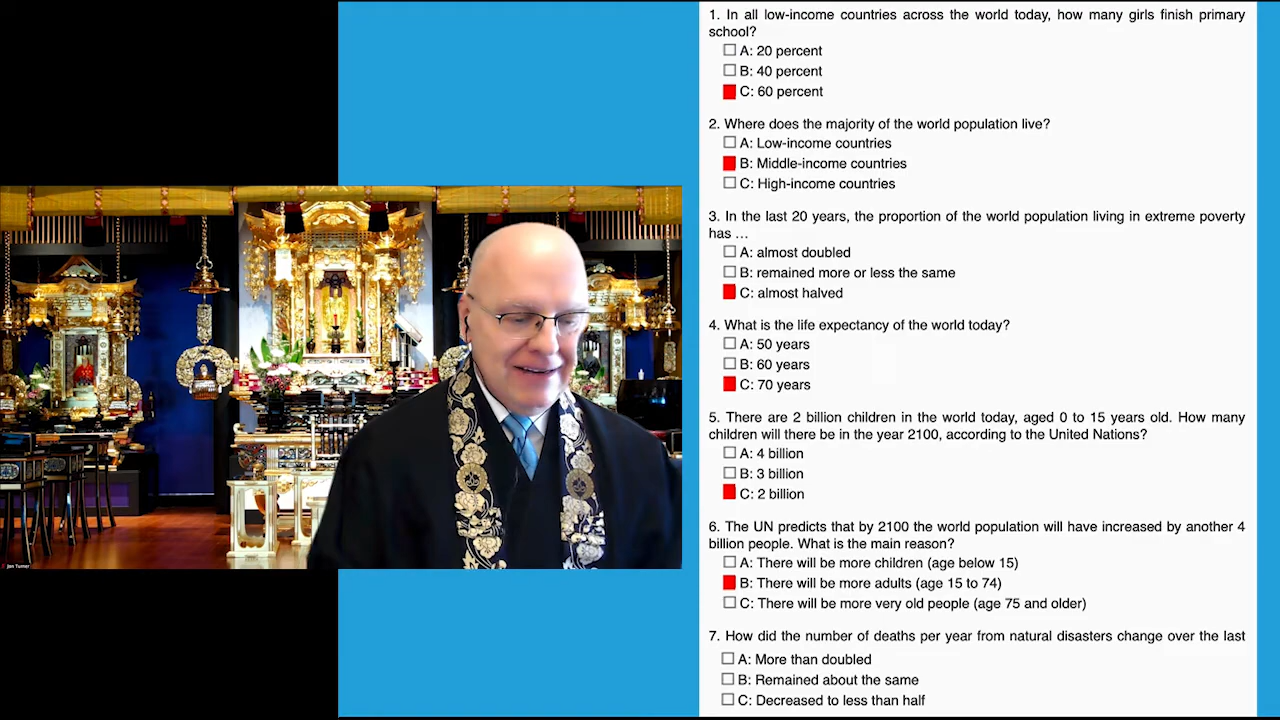 1. In all low-income countries across the world today, how many girls finish primary
school?
A: 20 percent
B: 40 percent
C: 60 percent
2. Where does the majority of the world population live?
A: Low-income countries
B: Middle-income countries
C: High-income countries
3. In the last 20 years, the proportion of the world population living in extreme poverty
has …
A: almost doubled
B: remained more or less the same
C: almost halved
4. What is the life expectancy of the world today?
A: 50 years
B: 60 years
C: 70 years
5. There are 2 billion children in the world today, aged 0 to 15 years old. How many
children will there be in the year 2100, according to the United Nations?
A: 4 billion
B: 3 billion
C: 2 billion
6. The UN predicts that by 2100 the world population will have increased by another 4
billion people. What is the main reason?
A: There will be more children (age below 15)
B: There will be more adults (age 15 to 74)
C: There will be more very old people (age 75 and older)
7. How did the number of deaths per year from natural disasters change over the last
A: More than doubled
B: Remained about the same
C: Decreased to less than half
Jon Turner